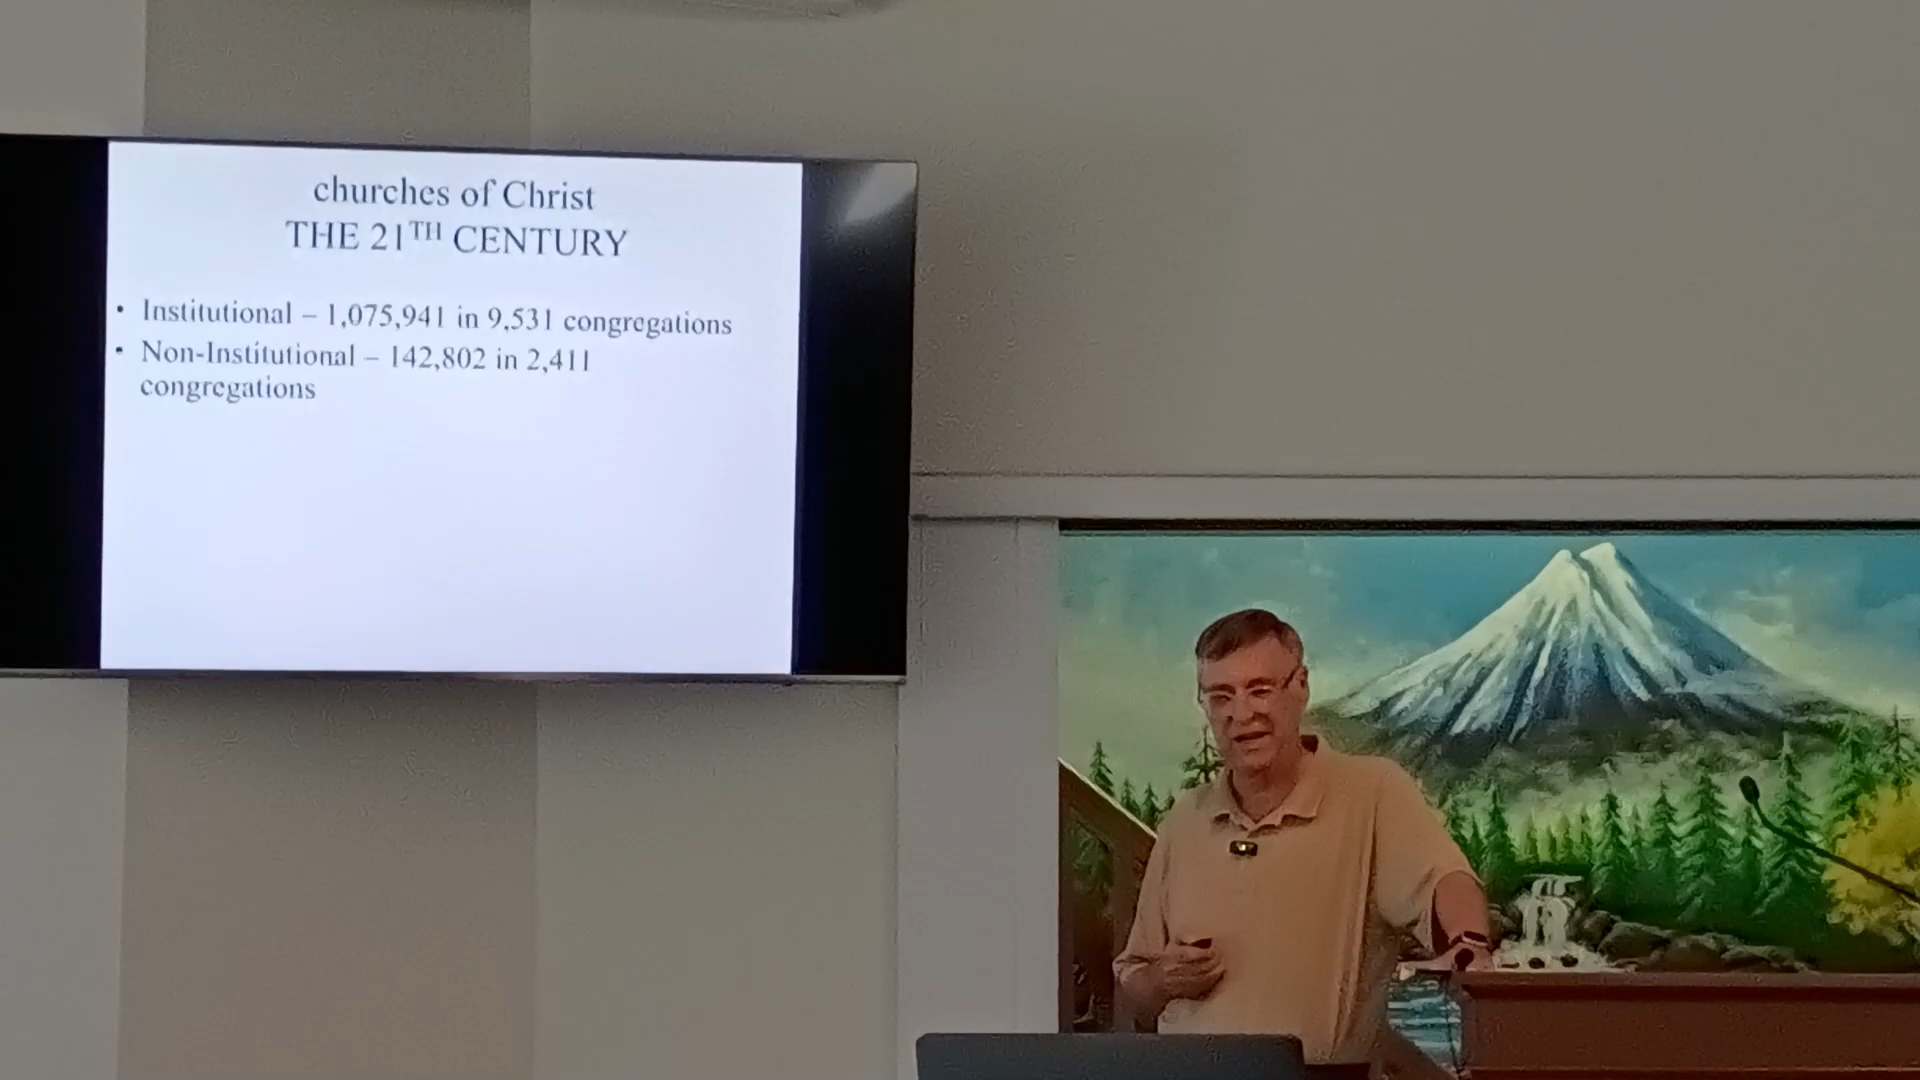 churches of Christ
THE 21TH CENTURY
• Institutional – 1,075,941 in 9,531 congregations
• Non-Institutional – 142,802 in 2,411
congregations